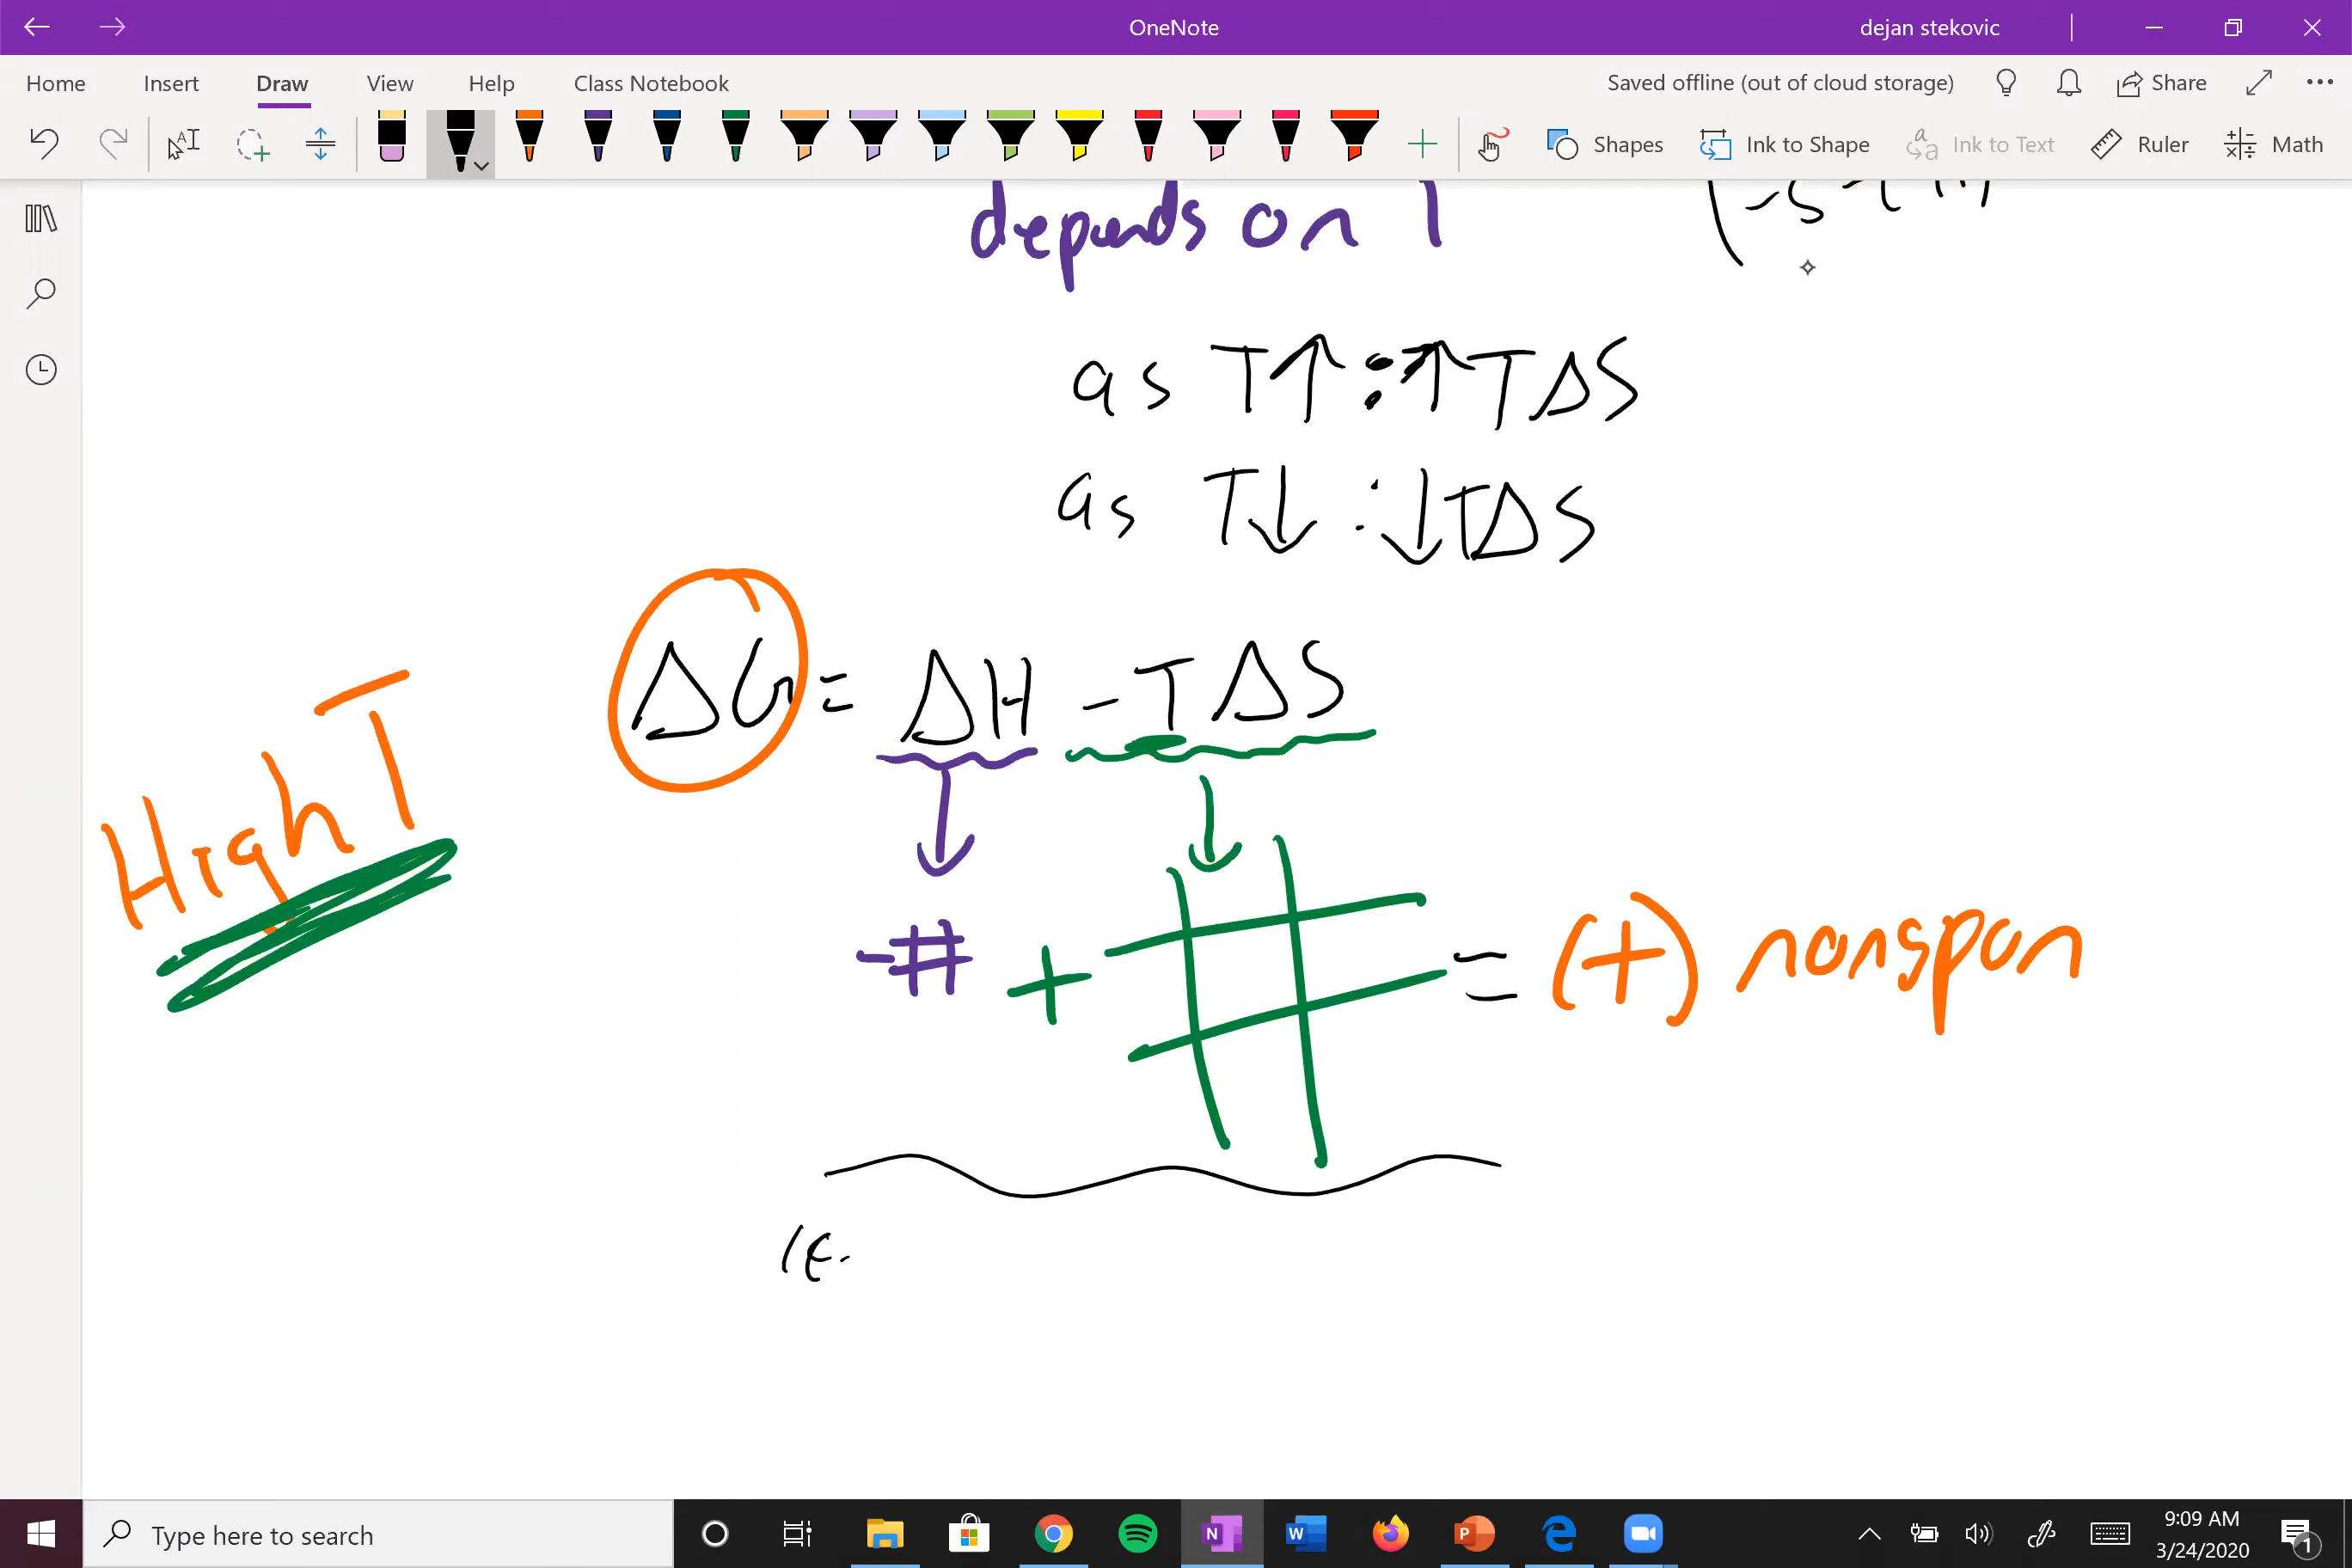 OneNote
dejan stekovic
Home Insert Draw View Help Class Notebook
Saved offline (out of cloud storage) Share
Shapes Ink to Shape Ink to Text Ruler Math
depends on T
as T↑ : ↑TΔS
as T↓ : ↓TΔS
ΔG = ΔH - TΔS
High T
-# + # = (+) nonspon
Type here to search
9:09 AM
3/24/2020
1